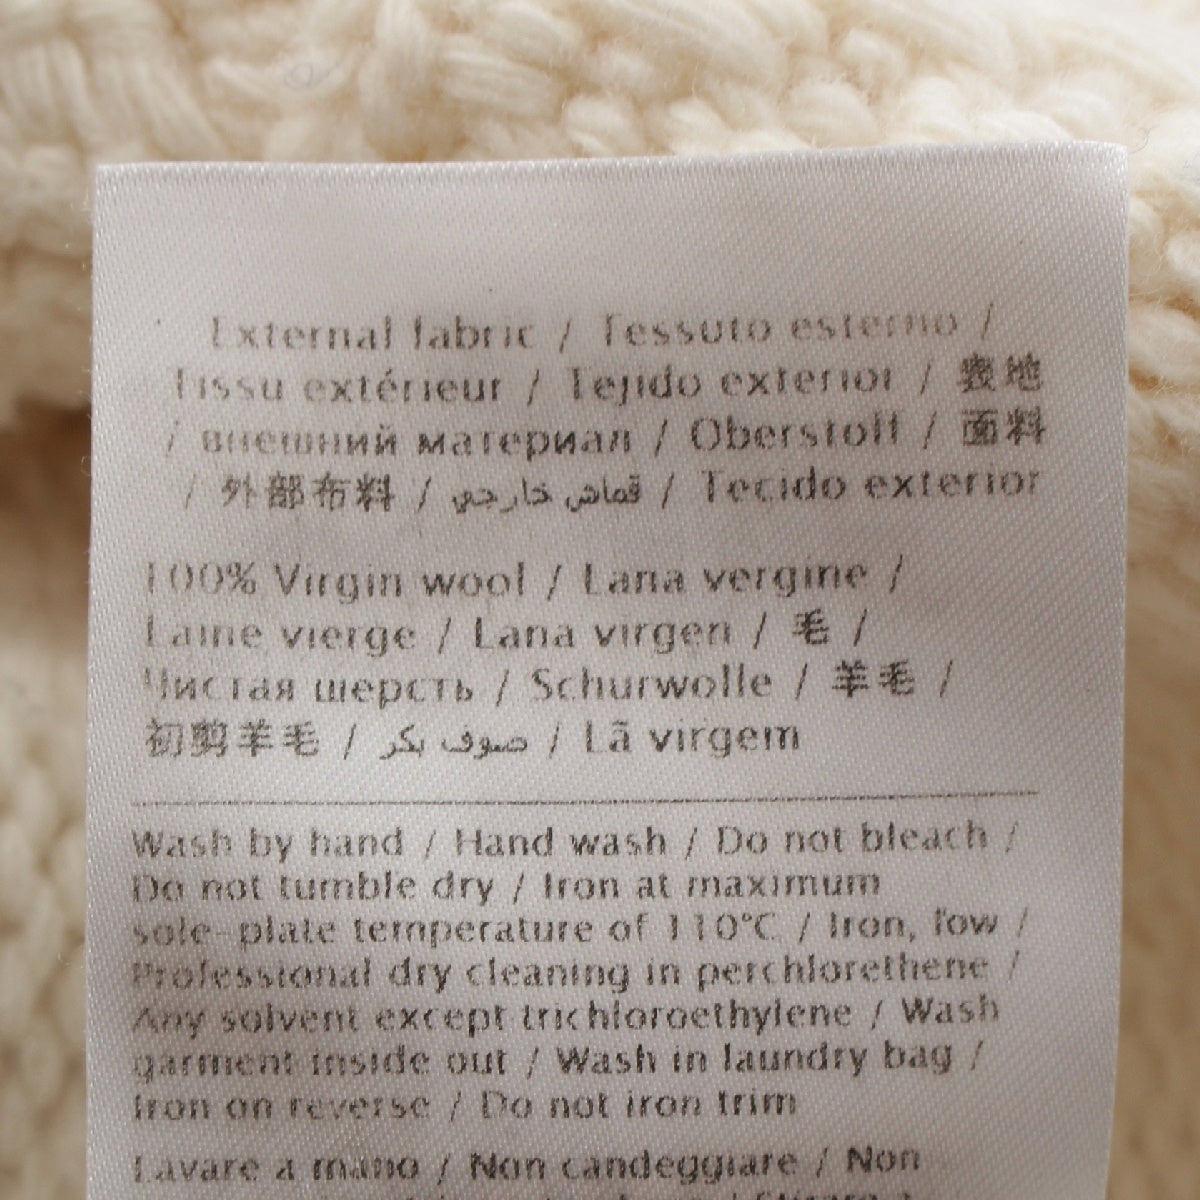 External fabric / Tessuto esterno /
Tissu extérieur / Tejido exterior / 表地
/ внешний материал / Oberstoff / 面料
/ 外部布料 / قماش خارجي / Tecido exterior
100% Virgin wool / Lana vergine /
Laine vierge / Lana virgen / 毛 /
Чистая шерсть / Schurwolle / 羊毛 /
初剪羊毛 / صوف بكر / Lã virgem
Wash by hand / Hand wash / Do not bleach /
Do not tumble dry / Iron at maximum
sole-plate temperature of 110°C / Iron, low /
Professional dry cleaning in perchlorethene /
Any solvent except trichloroethylene / Wash
garment inside out / Wash in laundry bag /
Iron on reverse / Do not iron trim
Lavare a mano / Non candeggiare / Non